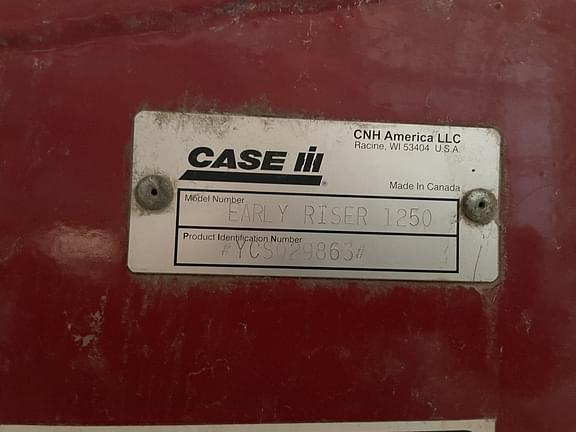 CNH America LLC
Racine, WI 53404 U.S.A.
CASE IH
Made In Canada
Model Number
EARLY RISER 1250
Product Identification Number
#YCS029863#